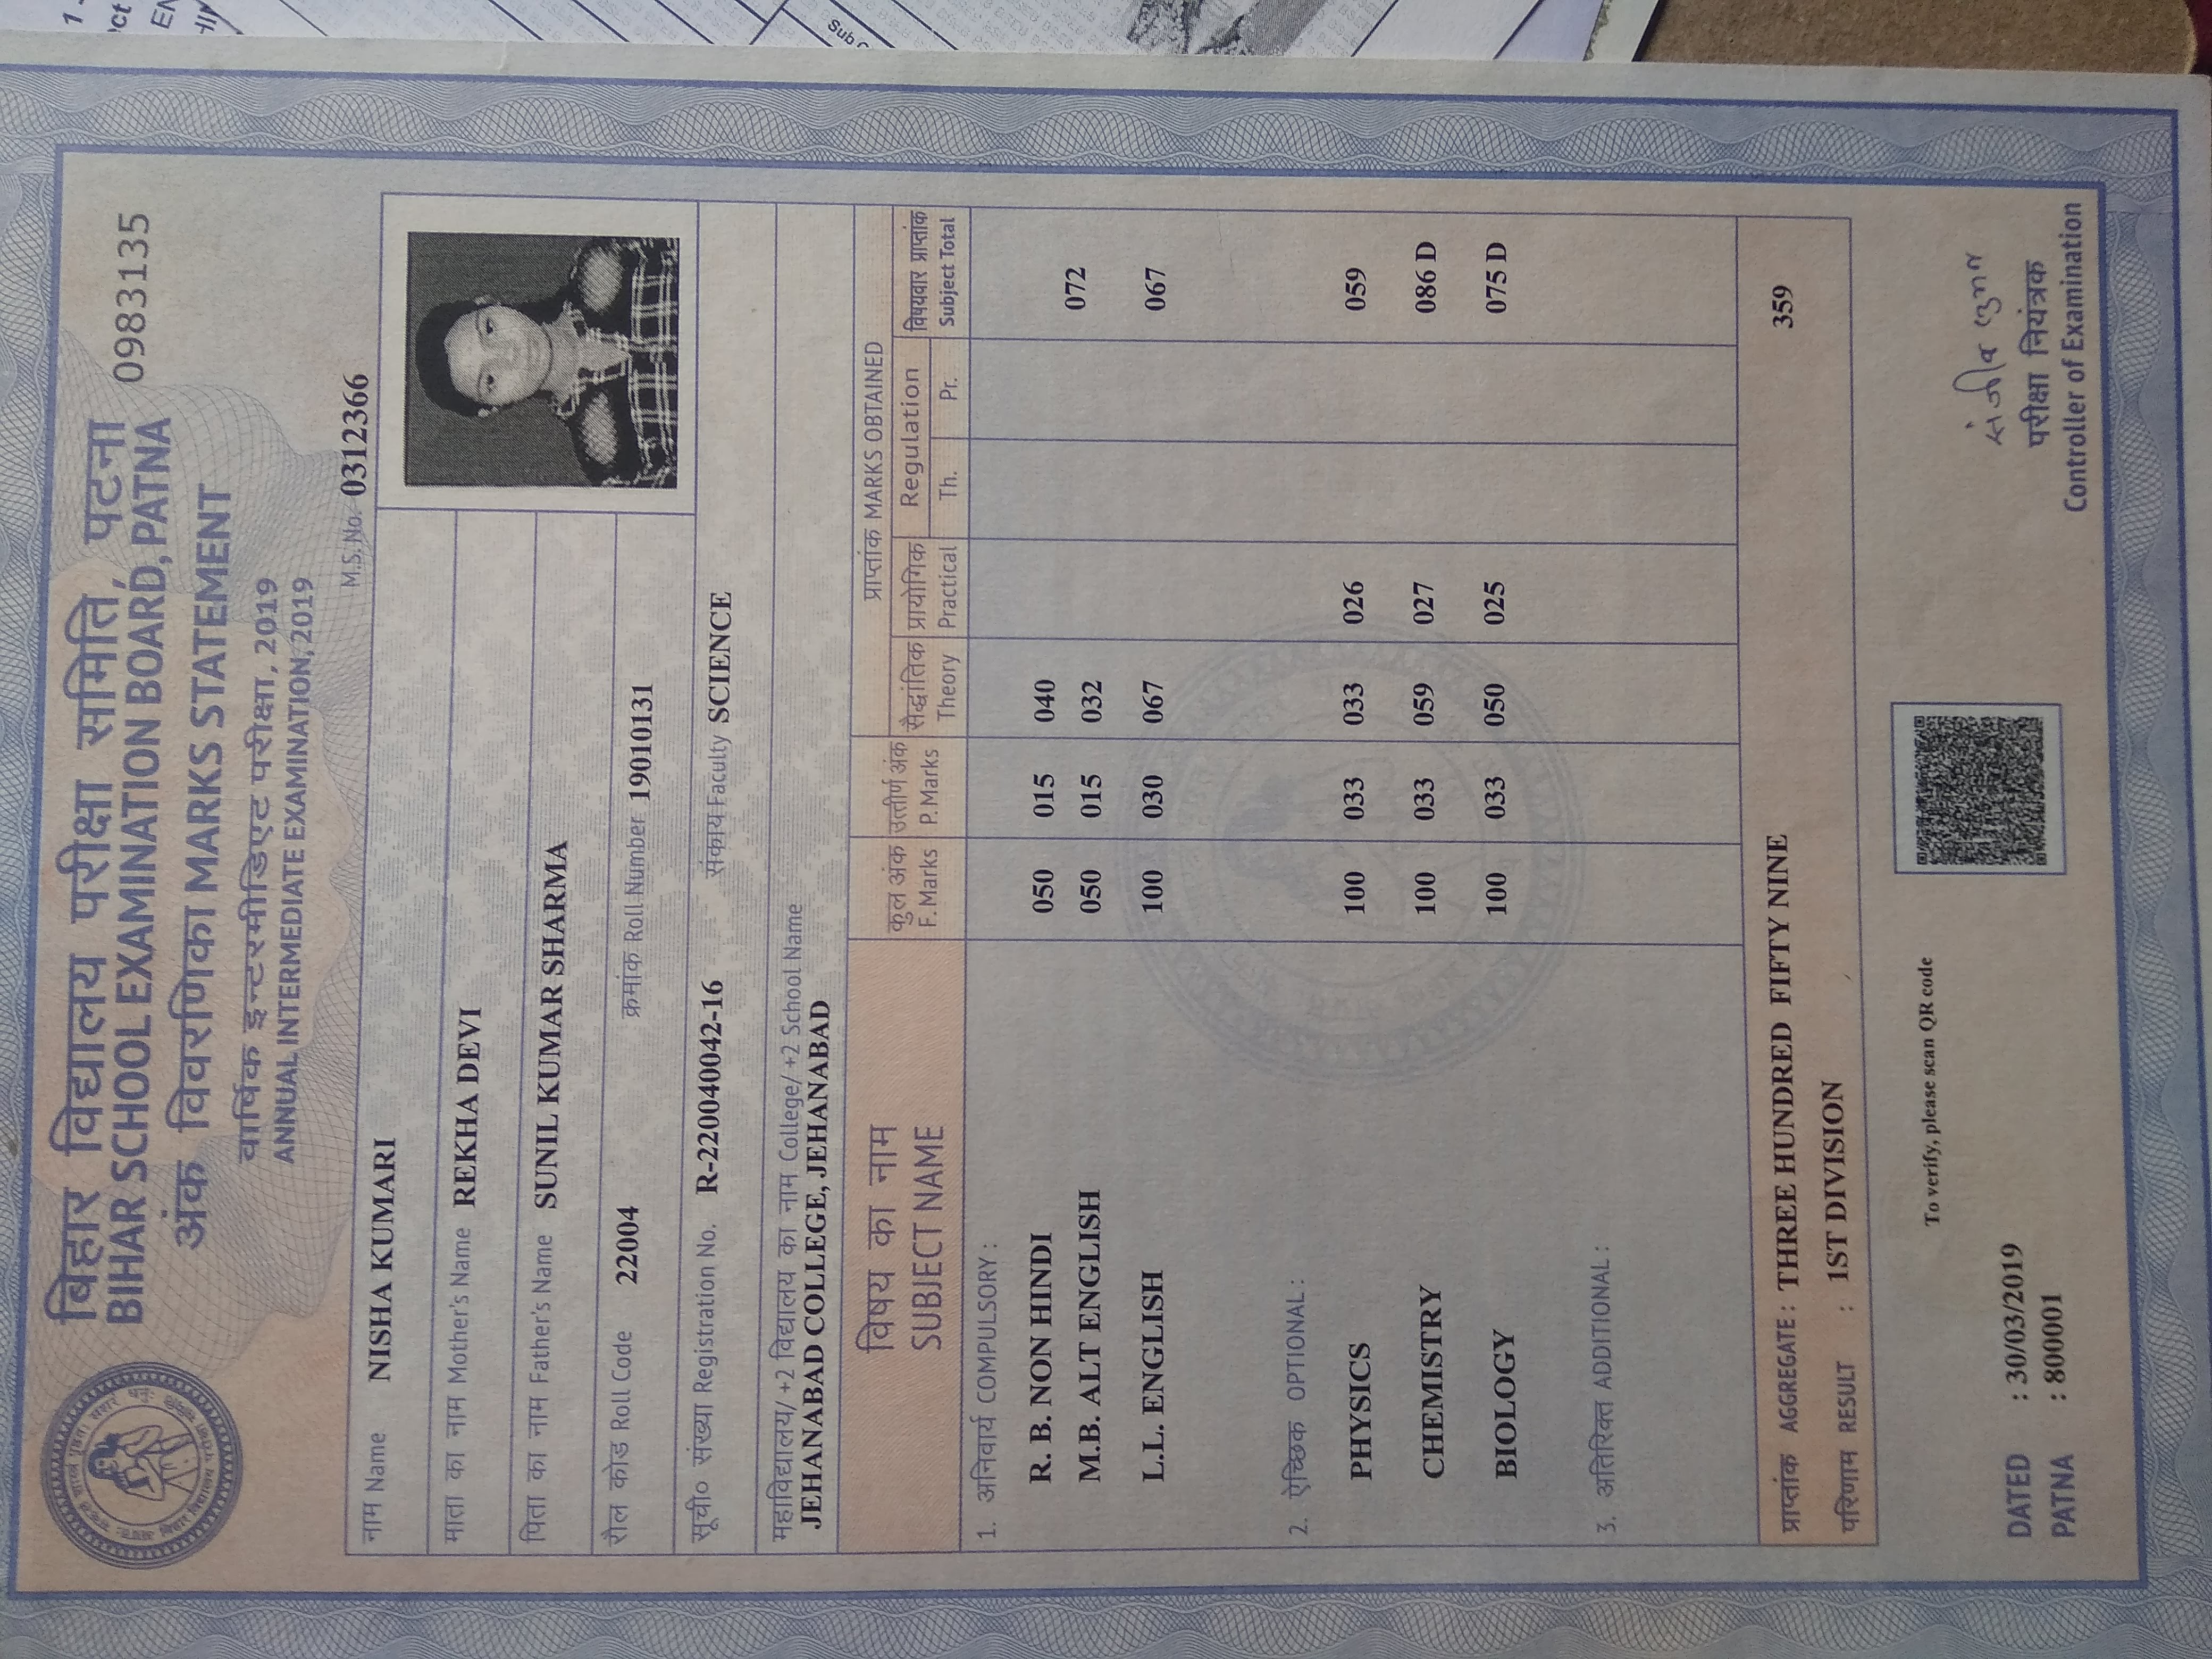 बिहार विद्यालय परीक्षा समिति, पटना
BIHAR SCHOOL EXAMINATION BOARD, PATNA 0983135
अंक विवरणिका MARKS STATEMENT
वार्षिक इन्टरमीडिएट परीक्षा, 2019
ANNUAL INTERMEDIATE EXAMINATION, 2019
M.S. No. 0312366
नाम Name NISHA KUMARI
माता का नाम Mother's Name REKHA DEVI
पिता का नाम Father's Name SUNIL KUMAR SHARMA
रौल कोड Roll Code 22004 क्रमांक Roll Number 19010131
सूची० संख्या Registration No. R-220040042-16 संकाय Faculty SCIENCE
महाविद्यालय/ +2 विद्यालय का नाम College/ +2 School Name
JEHANABAD COLLEGE, JEHANABAD
विषय का नाम कुल अंक उत्तीर्ण अंक प्राप्तांक MARKS OBTAINED
SUBJECT NAME F. Marks P. Marks सैद्धांतिक Theory प्रायोगिक Practical Regulation Th. Pr. विषयवार प्राप्तांक Subject Total
1. अनिवार्य COMPULSORY :
R. B. NON HINDI 050 015 040
M.B. ALT ENGLISH 050 015 032 072
L.L. ENGLISH 100 030 067 067
2. ऐच्छिक OPTIONAL :
PHYSICS 100 033 033 026 059
CHEMISTRY 100 033 059 027 086 D
BIOLOGY 100 033 050 025 075 D
3. अतिरिक्त ADDITIONAL :
प्राप्तांक AGGREGATE : THREE HUNDRED FIFTY NINE 359
परिणाम RESULT : 1ST DIVISION
To verify, please scan QR code
DATED : 30/03/2019
PATNA : 800001
संजीव कुमार
परीक्षा नियंत्रक
Controller of Examination